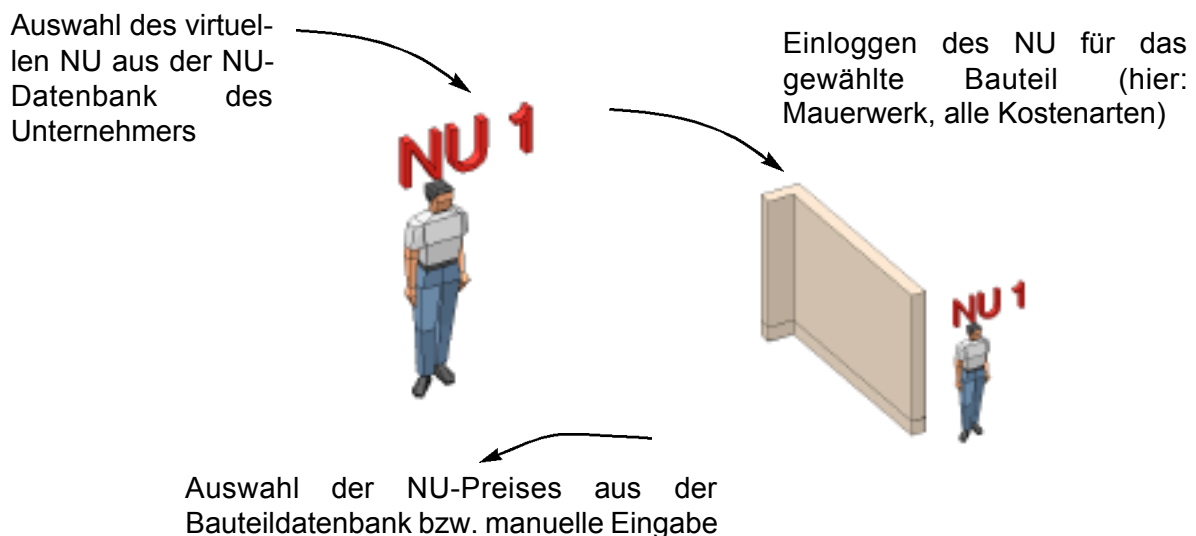 Auswahl des virtuel-
len NU aus der NU-
Datenbank des
Unternehmers
Einloggen des NU für das
gewählte Bauteil (hier:
Mauerwerk, alle Kostenarten)
NU 1
NU 1
Auswahl der NU-Preises aus der
Bauteildatenbank bzw. manuelle Eingabe